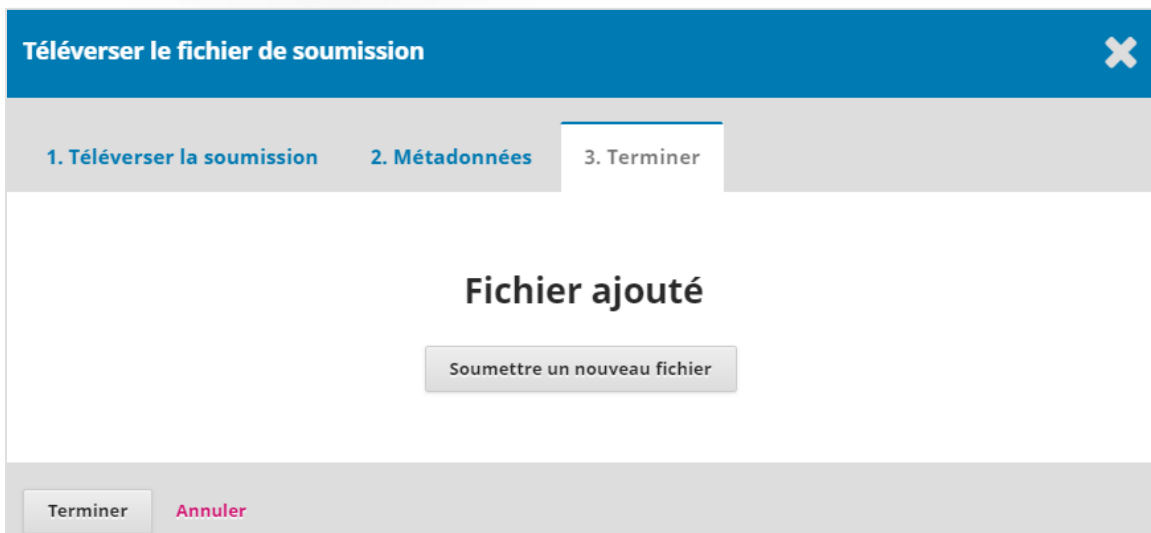 Téléverser le fichier de soumission
1. Téléverser la soumission 2. Métadonnées 3. Terminer
Fichier ajouté
Soumettre un nouveau fichier
Terminer Annuler